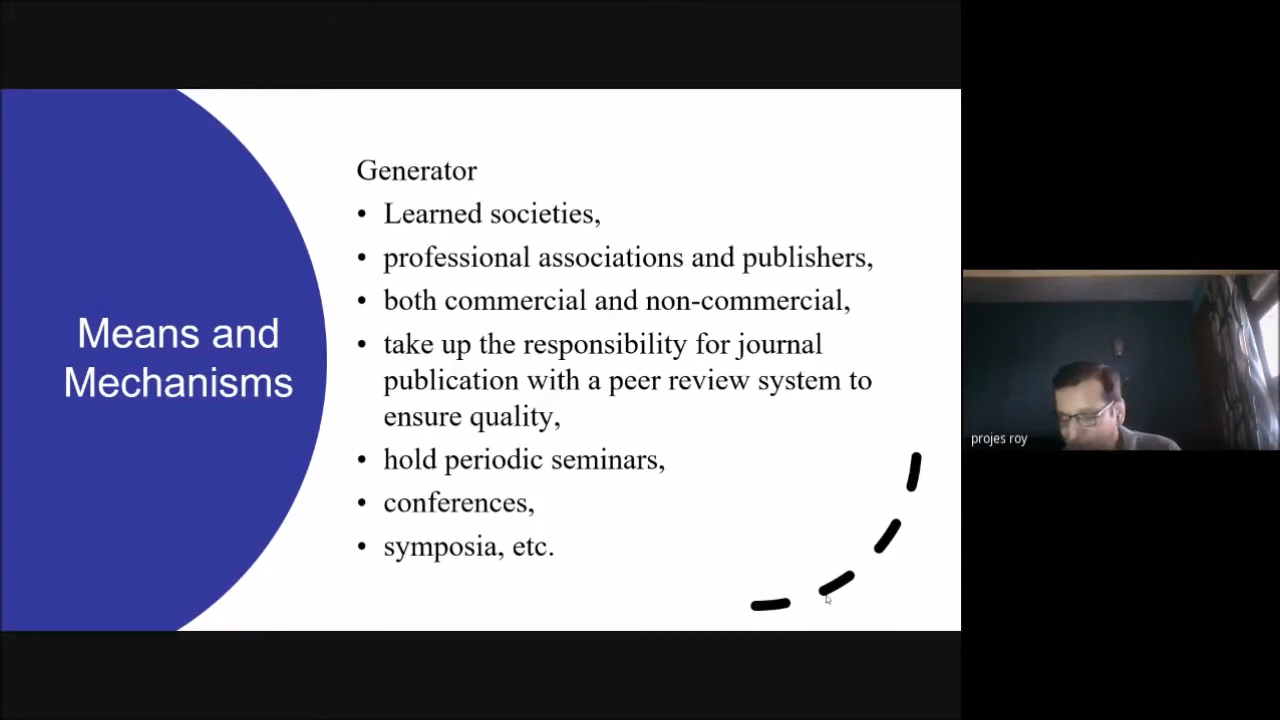 Means and
Mechanisms
Generator
• Learned societies,
• professional associations and publishers,
• both commercial and non-commercial,
• take up the responsibility for journal
publication with a peer review system to
ensure quality,
• hold periodic seminars,
• conferences,
• symposia, etc.
projes roy